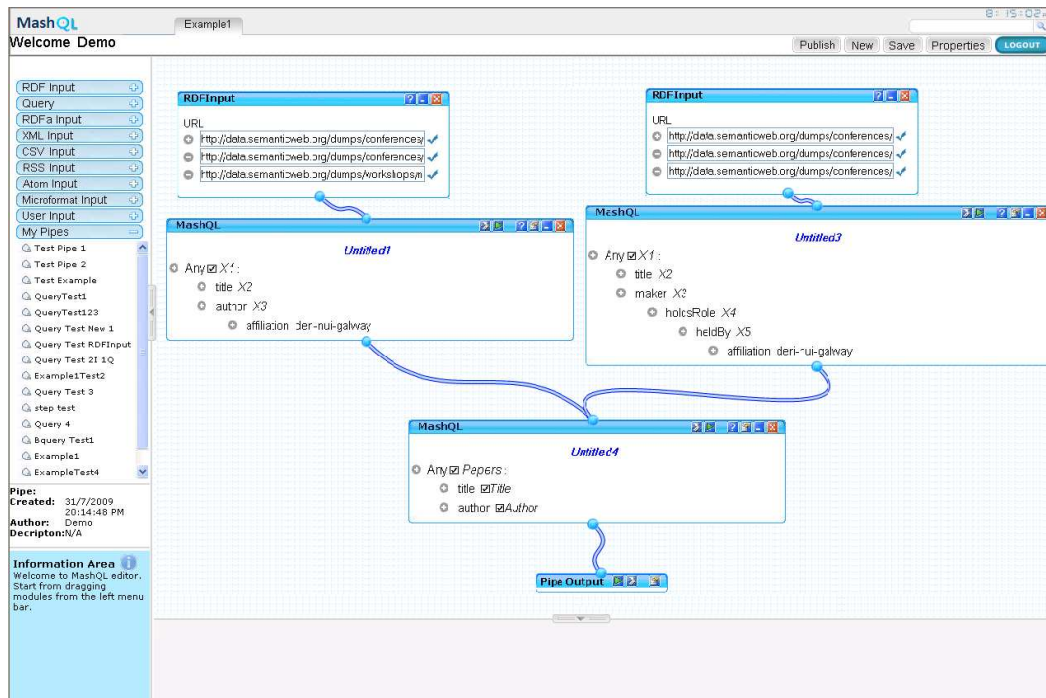 MashQL
Example1
8: 15:02
Welcome Demo
Publish New Save Properties LOGOUT
RDF Input
Query
RDFa Input
XML Input
CSV Input
RSS Input
Atom Input
Microformat Input
User Input
My Pipes
Test Pipe 1
Test Pipe 2
Test Example
QueryTest1
QueryTest123
Query Test New 1
Query Test RDFInput
Query Test 2I 1Q
Example1Test2
Query Test 3
step test
Query 4
Bquery Test1
Example1
ExampleTest4
Pipe:
Created: 31/7/2009
20:14:48 PM
Author: Demo
Decripton:N/A
Information Area
Welcome to MashQL editor.
Start from dragging
modules from the left menu
bar.
RDFInput
URL
http://data.semanticweb.org/dumps/conferences/
http://data.semanticweb.org/dumps/conferences/
http://data.semanticweb.org/dumps/workshops/n
RDFInput
URL
http://data.semanticweb.org/dumps/conferences/
http://data.semanticweb.org/dumps/conferences/
http://data.semanticweb.org/dumps/conferences/
MashQL
Untitled1
Any X1:
title X2
author X3
affiliation deri-nui-galway
MashQL
Untitled3
Any X1:
title X2
maker X3
holdsRole X4
heldBy X5
affiliation deri-nui-galway
MashQL
Untitled4
Any Papers:
title Title
author Author
Pipe Output